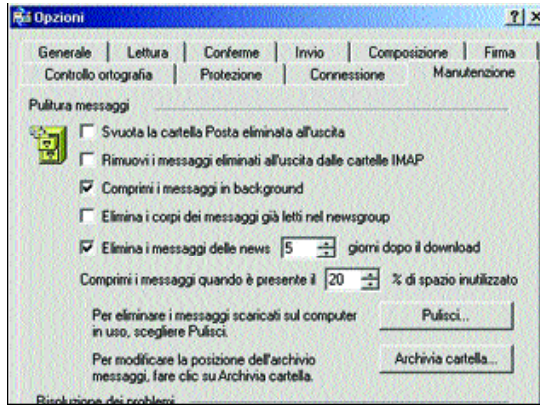 Opzioni
Generale Lettura Conferme Invio Composizione Firma
Controllo ortografia Protezione Connessione Manutenzione
Pulitura messaggi
Svuota la cartella Posta eliminata all'uscita
Rimuovi i messaggi eliminati all'uscita dalle cartelle IMAP
Comprimi i messaggi in background
Elimina i corpi dei messaggi già letti nel newsgroup
Elimina i messaggi delle news 5 giorni dopo il download
Comprimi i messaggi quando è presente il 20 % di spazio inutilizzato
Per eliminare i messaggi scaricati sul computer
in uso, scegliere Pulisci.
Pulisci...
Per modificare la posizione dell'archivio
messaggi, fare clic su Archivia cartella.
Archivia cartella...
Risoluzione dei problemi